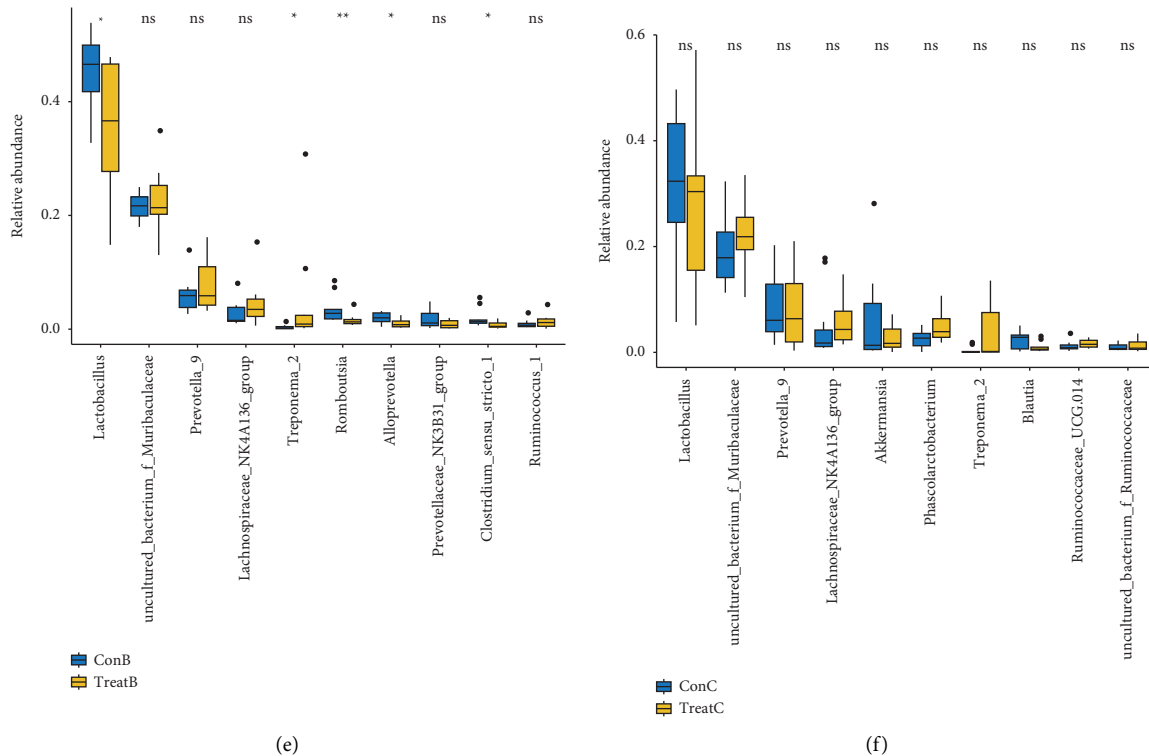 * ns ns ns * ** * ns * ns
Relative abundance
0.4
0.2
0.0
Lactobacillus
uncultured_bacterium_f_Muribaculaceae
Prevotella_9
Lachnospiraceae_NK4A136_group
Treponema_2
Romboutsia
Alloprevotella
Prevotellaceae_NK3B31_group
Clostridium_sensu_stricto_1
Ruminococcus_1
ConB
TreatB
(e)
0.6
ns ns ns ns ns ns ns ns ns ns
Relative abundance
0.4
0.2
0.0
Lactobacillus
uncultured_bacterium_f_Muribaculaceae
Prevotella_9
Lachnospiraceae_NK4A136_group
Akkermansia
Phascolarctobacterium
Treponema_2
Blautia
Ruminococcaceae_UCG.014
uncultured_bacterium_f_Ruminococcaceae
ConC
TreatC
(f)